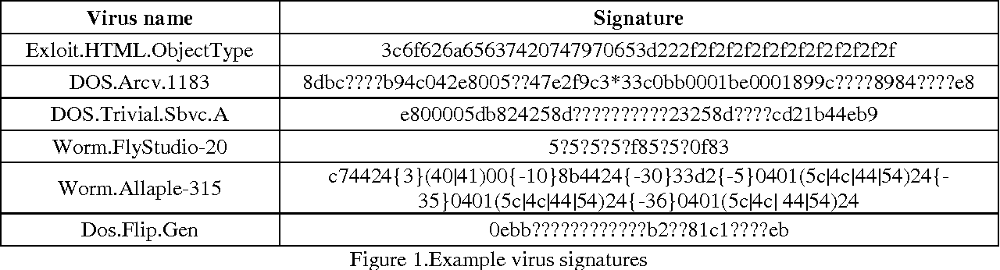 Virus name Signature
Exloit.HTML.ObjectType 3c6f626a65637420747970653d222f2f2f2f2f2f2f2f2f2f2f2f
DOS.Arcv.1183 8dbc????b94c042e8005??47e2f9c3*33c0bb0001be0001899c????8984????e8
DOS.Trivial.Sbvc.A e800005db824258d??????????23258d????cd21b44eb9
Worm.FlyStudio-20 5?5?5?5?f85?5?0f83
Worm.Allaple-315 c74424{3}(40|41)00{-10}8b4424{-30}33d2{-5}0401(5c|4c|44|54)24{-
35}0401(5c|4c|44|54)24{-36}0401(5c|4c| 44|54)24
Dos.Flip.Gen 0ebb????????????b2??81c1????eb
Figure 1.Example virus signatures